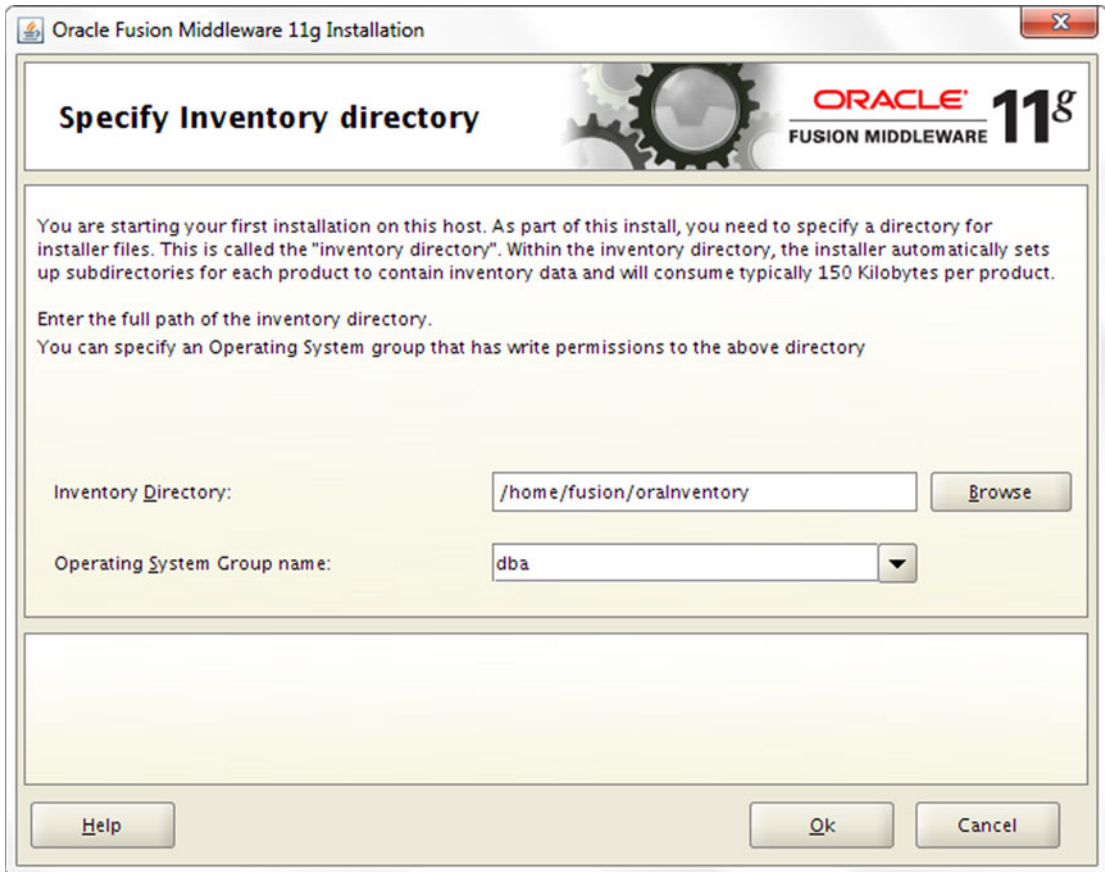 Oracle Fusion Middleware 11g Installation
Specify Inventory directory
ORACLE
FUSION MIDDLEWARE
11g
You are starting your first installation on this host. As part of this install, you need to specify a directory for
installer files. This is called the "inventory directory". Within the inventory directory, the installer automatically sets
up subdirectories for each product to contain inventory data and will consume typically 150 Kilobytes per product.
Enter the full path of the inventory directory.
You can specify an Operating System group that has write permissions to the above directory
Inventory Directory: /home/fusion/oraInventory Browse
Operating System Group name: dba
Help Ok Cancel